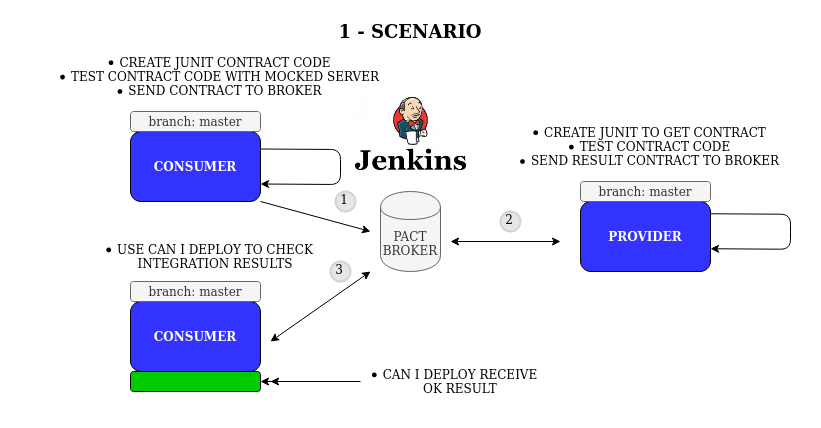 1 - SCENARIO
• CREATE JUNIT CONTRACT CODE
• TEST CONTRACT CODE WITH MOCKED SERVER
• SEND CONTRACT TO BROKER
branch: master
CONSUMER
Jenkins
1
PACT
BROKER
2
• CREATE JUNIT TO GET CONTRACT
• TEST CONTRACT CODE
• SEND RESULT CONTRACT TO BROKER
branch: master
PROVIDER
• USE CAN I DEPLOY TO CHECK
INTEGRATION RESULTS
branch: master
CONSUMER
3
• CAN I DEPLOY RECEIVE
OK RESULT